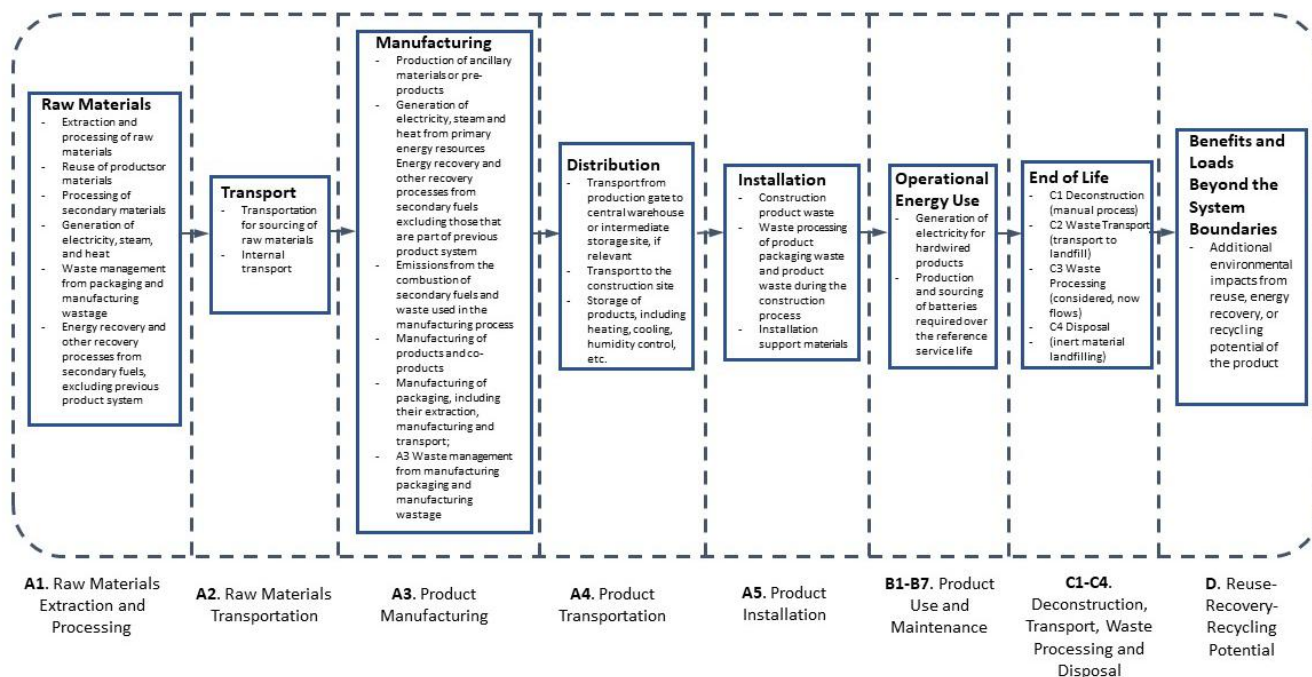 Raw Materials
- Extraction and
processing of raw
materials
- Reuse of productsor
materials
- Processing of
secondary materials
- Generation of
electricity, steam,
and heat
- Waste management
from packaging and
manufacturing
wastage
- Energy recovery and
other recovery
processes from
secondary fuels,
excluding previous
product system
Transport
- Transportation
for sourcing of
raw materials
- Internal
transport
Manufacturing
- Production of ancillary
materials or pre-
products
- Generation of
electricity, steam and
heat from primary
energy resources
Energy recovery and
other recovery
processes from
secondary fuels
excluding those that
are part of previous
product system
- Emissions from the
combustion of
secondary fuels and
waste used in the
manufacturing process
- Manufacturing of
products and co-
products
- Manufacturing of
packaging, including
their extraction,
manufacturing and
transport;
- A3 Waste management
from manufacturing
packaging and
manufacturing
wastage
Distribution
- Transport from
production gate to
central warehouse
or intermediate
storage site, if
relevant
- Transport to the
construction site
- Storage of
products, including
heating, cooling,
humidity control,
etc.
Installation
- Construction
product waste
- Waste processing
of product
packaging waste
and product
waste during the
construction
process
- Installation
support materials
Operational
Energy Use
- Generation of
electricity for
hardwired
products
- Production
and sourcing
of batteries
required over
the reference
service life
End of Life
- C1 Deconstruction
(manual process)
- C2 Waste Transport
(transport to
landfill)
- C3 Waste
Processing
(considered, now
flows)
- C4 Disposal
- (inert material
landfilling)
Benefits and
Loads
Beyond the
System
Boundaries
- Additional
environmental
impacts from
reuse, energy
recovery, or
recycling
potential of
the product
A1. Raw Materials
Extraction and
Processing
A2. Raw Materials
Transportation
A3. Product
Manufacturing
A4. Product
Transportation
A5. Product
Installation
B1-B7. Product
Use and
Maintenance
C1-C4.
Deconstruction,
Transport, Waste
Processing and
Disposal
D. Reuse-
Recovery-
Recycling
Potential